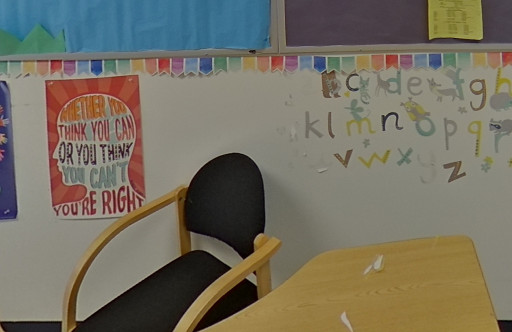 WHETHER YOU
THINK YOU CAN
OR YOU THINK
YOU CAN'T
YOU'RE RIGHT
c d e f g h
k l m n o p q r
v w x y z